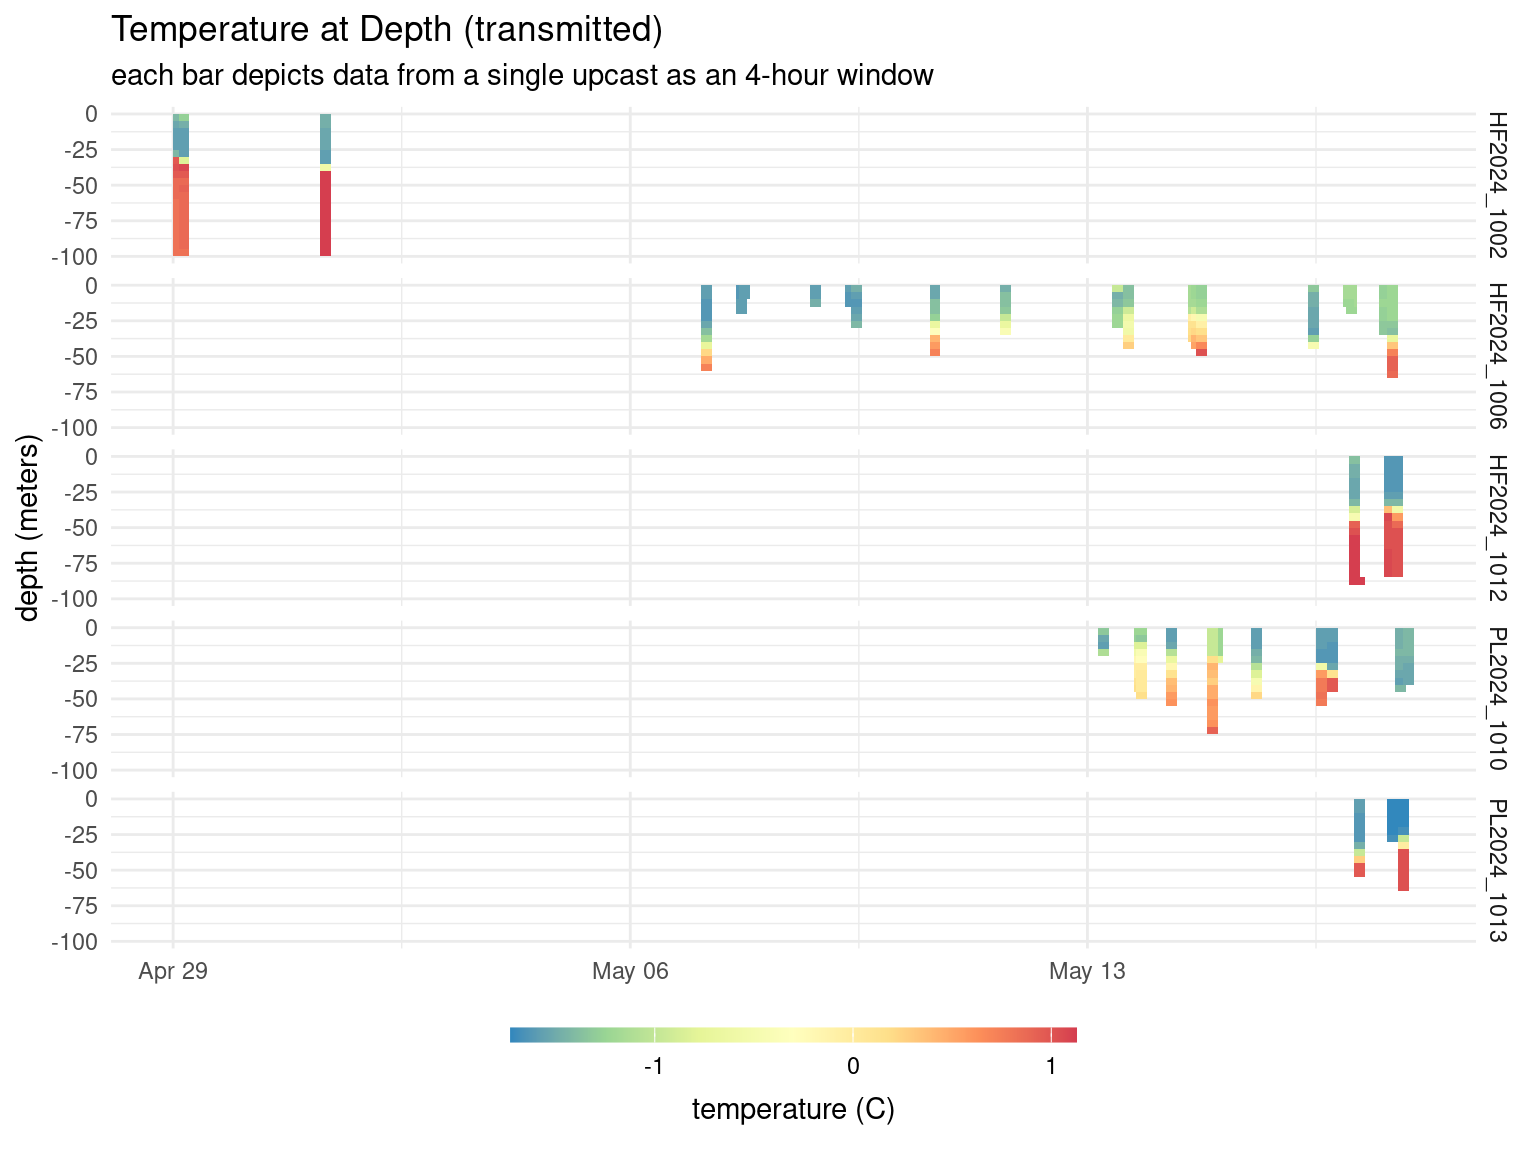 Temperature at Depth (transmitted)
each bar depicts data from a single upcast as an 4-hour window
depth (meters)
0
-25
-50
-75
-100
HF2024_1002
0
-25
-50
-75
-100
HF2024_1006
0
-25
-50
-75
-100
HF2024_1012
0
-25
-50
-75
-100
PL2024_1010
0
-25
-50
-75
-100
PL2024_1013
Apr 29 May 06 May 13
-1 0 1
temperature (C)